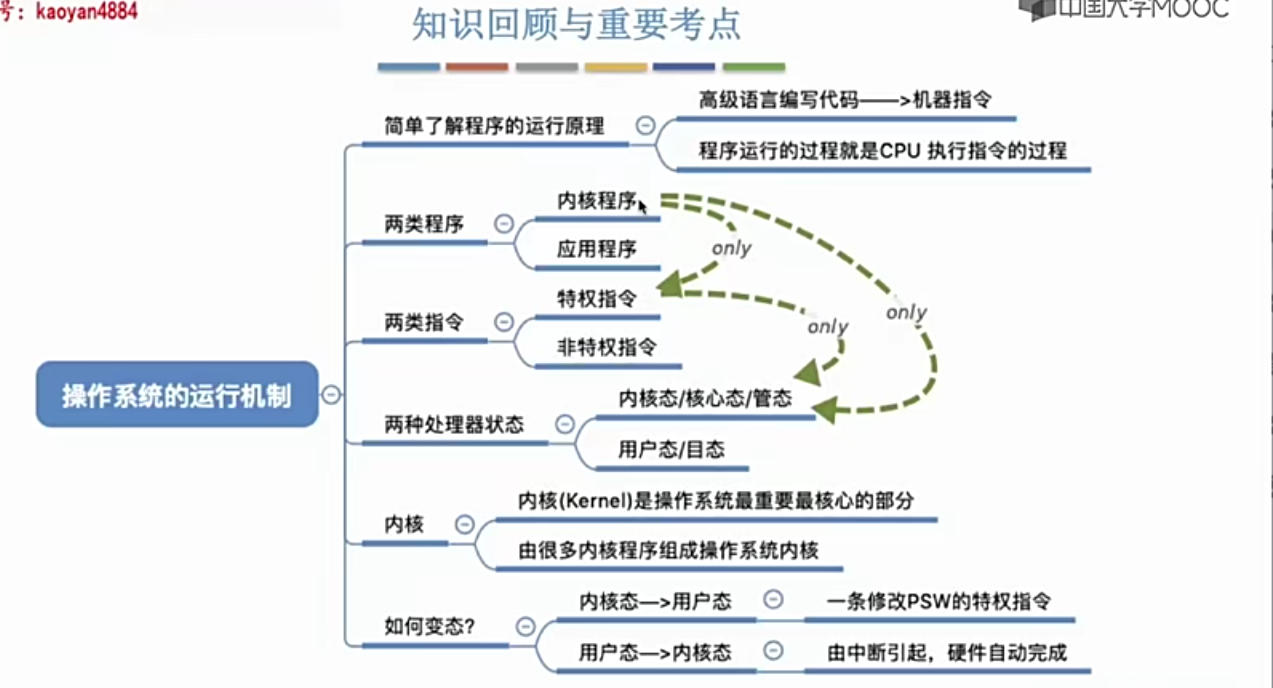 号：kaoyan4884
中国大学MOOC
知识回顾与重要考点
操作系统的运行机制
简单了解程序的运行原理
高级语言编写代码——>机器指令
程序运行的过程就是CPU 执行指令的过程
两类程序
内核程序
应用程序
only
两类指令
特权指令
非特权指令
only
only
两种处理器状态
内核态/核心态/管态
用户态/目态
内核
内核(Kernel)是操作系统最重要最核心的部分
由很多内核程序组成操作系统内核
如何变态?
内核态—>用户态
一条修改PSW的特权指令
用户态—>内核态
由中断引起，硬件自动完成